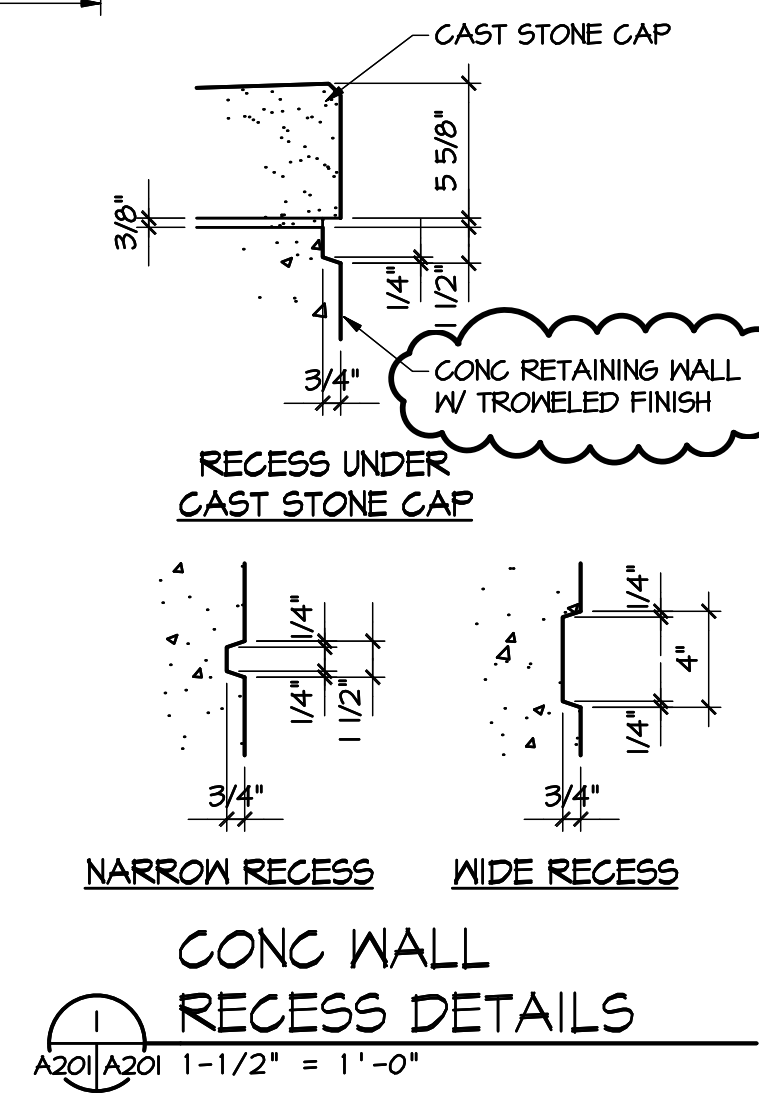 CAST STONE CAP
5 5/8"
3/8"
1/4"
1 1/2"
3/4"
CONC RETAINING WALL
W/ TROWELED FINISH
RECESS UNDER
CAST STONE CAP
1/4"
1/4"
1 1/2"
3/4"
NARROW RECESS
1/4"
4"
1/4"
3/4"
WIDE RECESS
CONC WALL
RECESS DETAILS
1
A201 A201
1-1/2" = 1'-0"